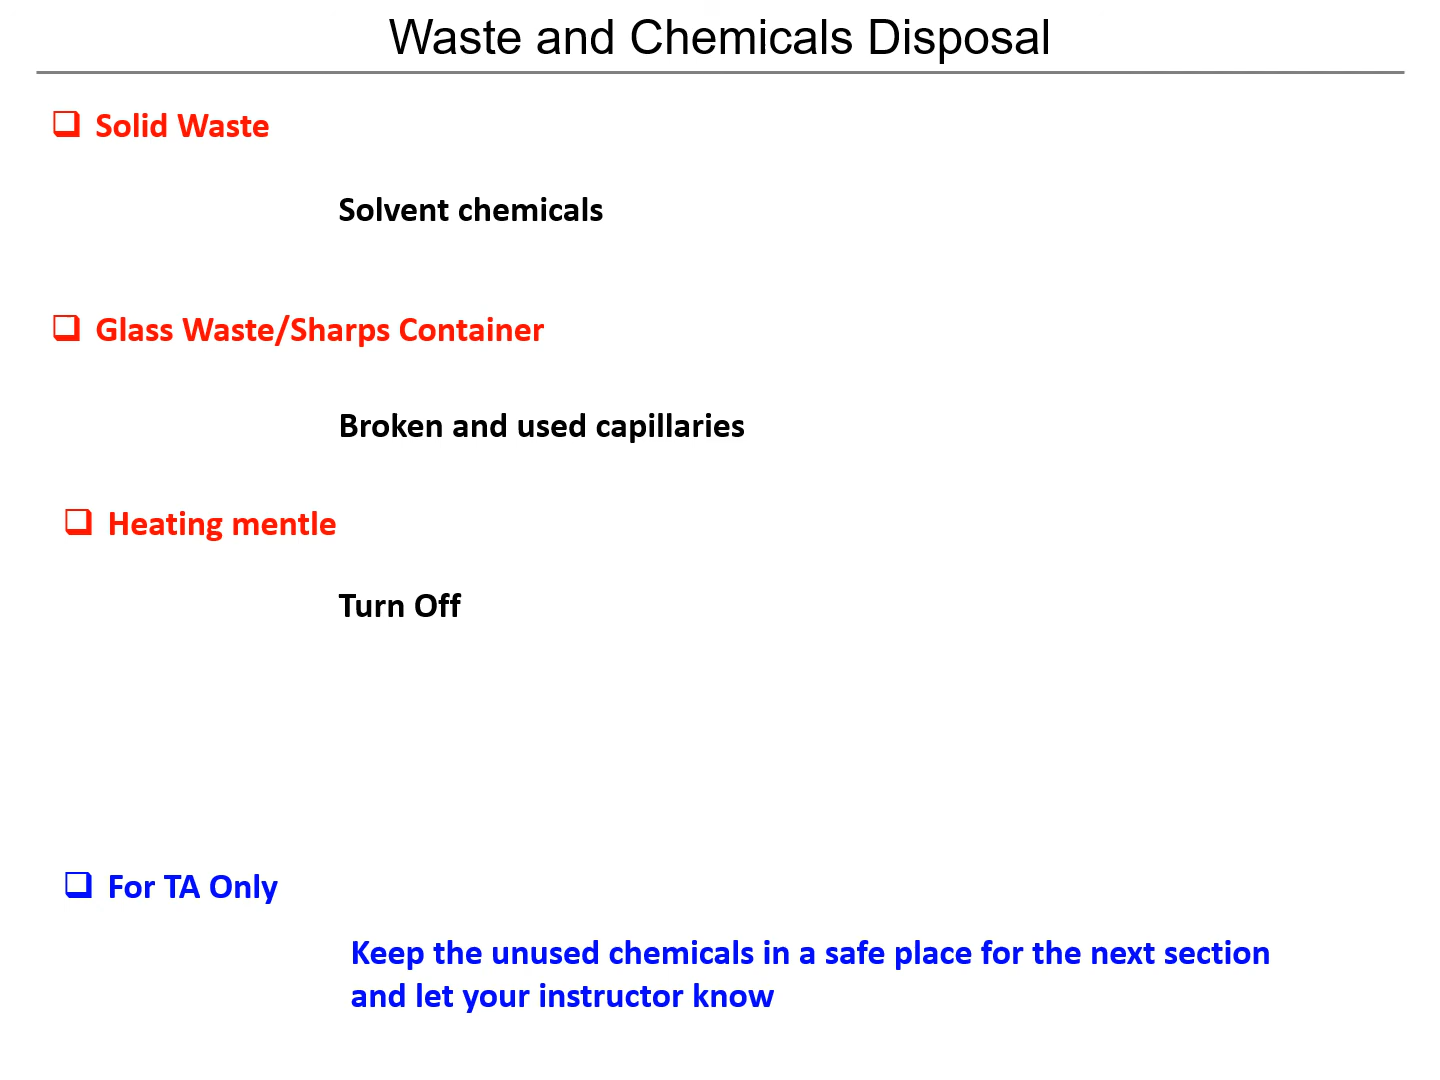 Waste and Chemicals Disposal
Solid Waste
Solvent chemicals
Glass Waste/Sharps Container
Broken and used capillaries
Heating mentle
Turn Off
For TA Only
Keep the unused chemicals in a safe place for the next section
and let your instructor know